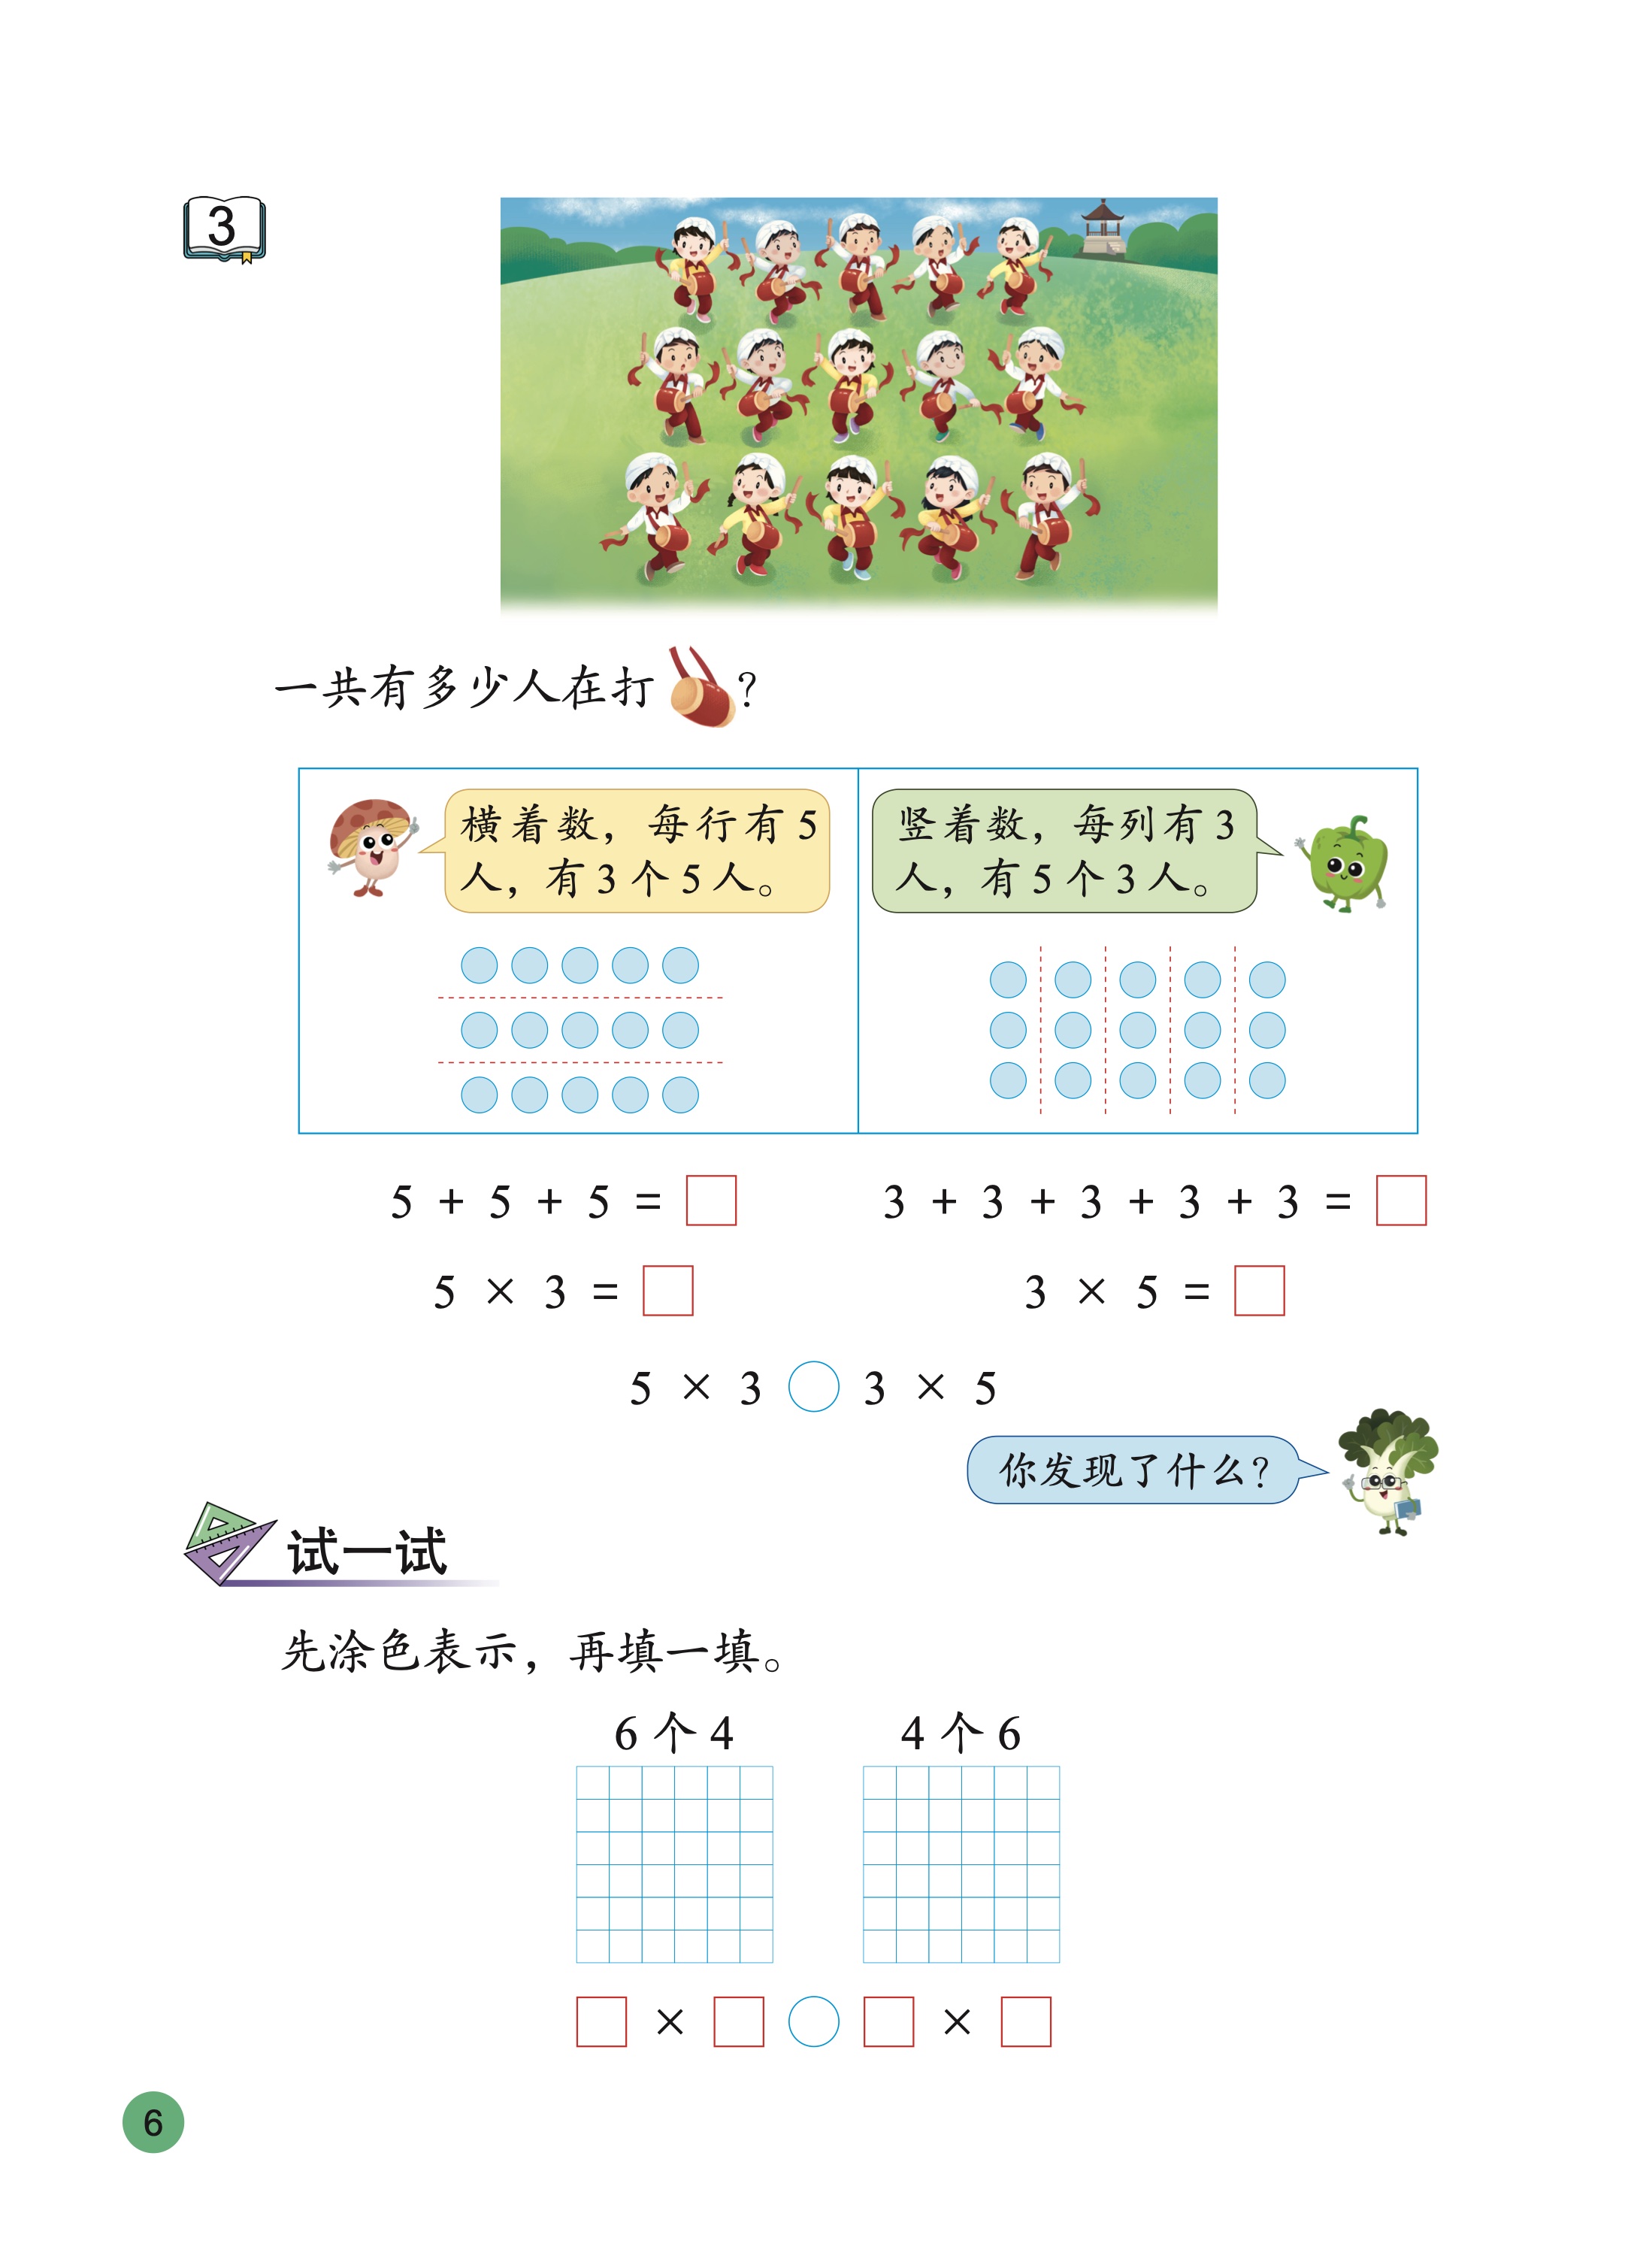 3
一共有多少人在打?
横着数，每行有5
人，有3个5人。
竖着数，每列有3
人，有5个3人。
5 + 5 + 5 =
3 + 3 + 3 + 3 + 3 =
5 × 3 =
3 × 5 =
5 × 3 3 × 5
你发现了什么?
试一试
先涂色表示，再填一填。
6个4
4个6
× ×
6